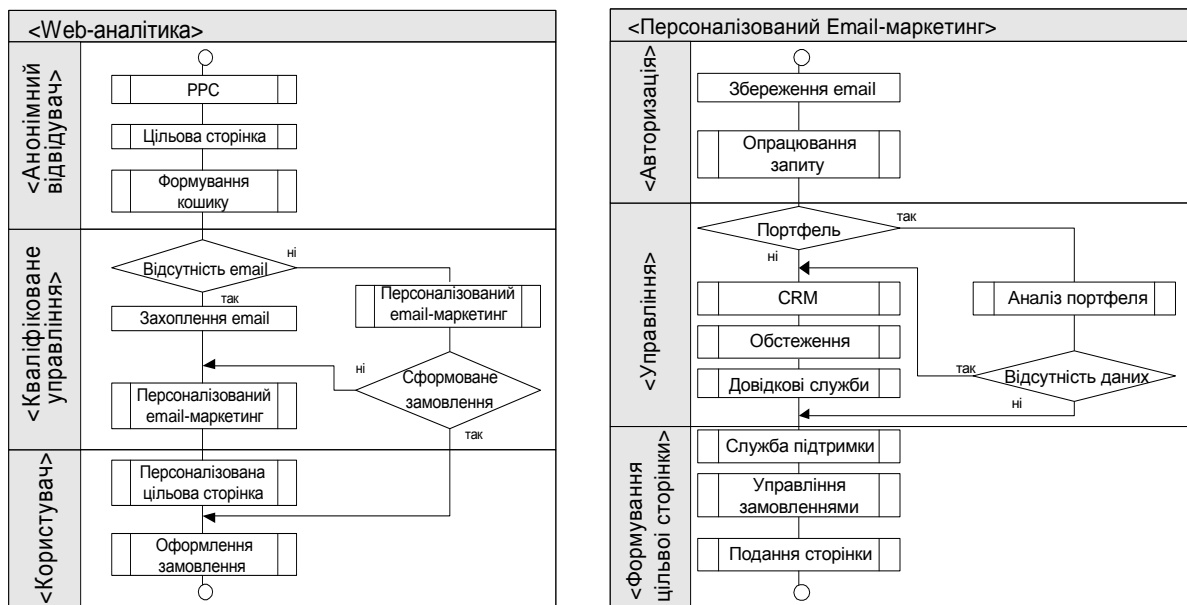 <Web-аналітика>
<Анонімний
відвідувач>
PPC
Цільова сторінка
Формування
кошику
<Кваліфіковане
управління>
Відсутність email
ні
так
Захоплення email
Персоналізований
email-маркетинг
ні
Сформоване
замовлення
так
Персоналізований
email-маркетинг
<Користувач>
Персоналізована
цільова сторінка
Оформлення
замовлення
<Персоналізований Email-маркетинг>
<Авторизація>
Збереження email
Опрацювання
запиту
<Управління>
Портфель
так
ні
CRM
Аналіз портфеля
Обстеження
Довідкові служби
так
Відсутність даних
ні
<Формування
цільвої сторінки>
Служба підтримки
Управління
замовленнями
Подання сторінки